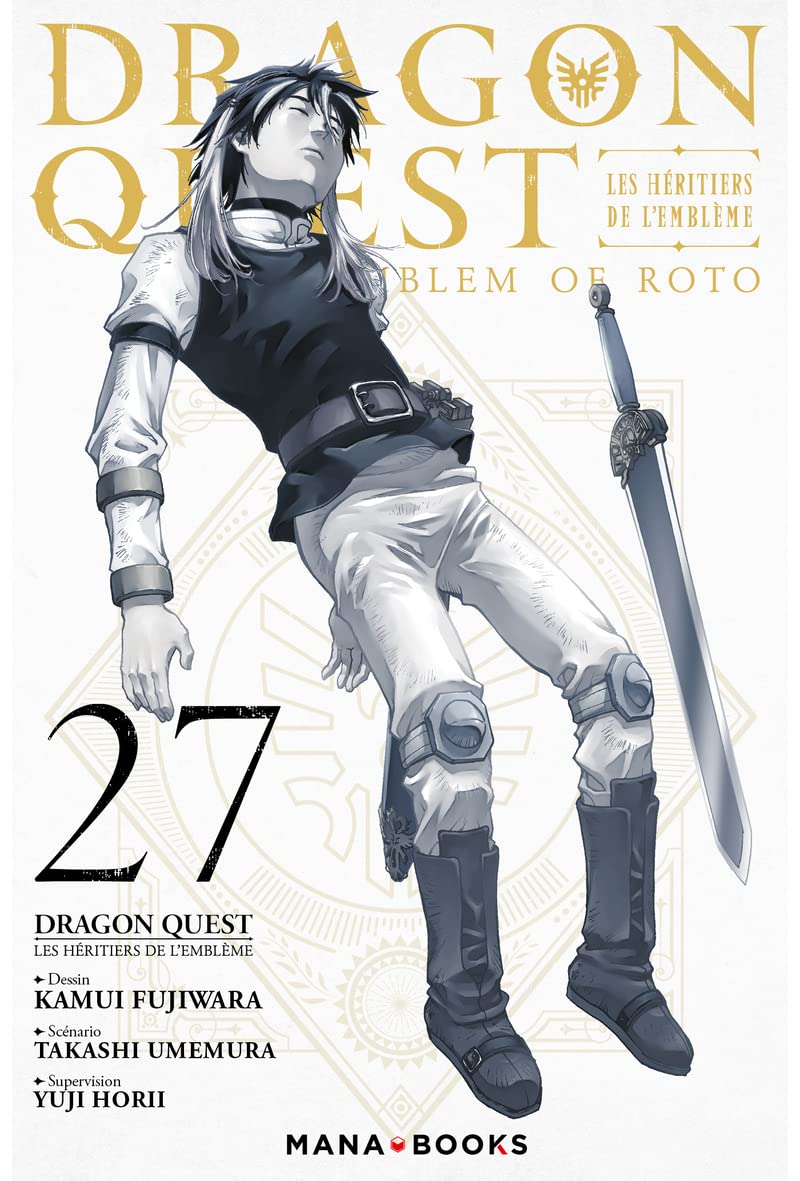 DRAGON
QUEST
LES HÉRITIERS
DE L'EMBLÈME
EMBLEM OF ROTO
27
DRAGON QUEST
LES HÉRITIERS DE L'EMBLÈME
Dessin
KAMUI FUJIWARA
Scénario
TAKASHI UMEMURA
Supervision
YUJI HORII
MANA BOOKS